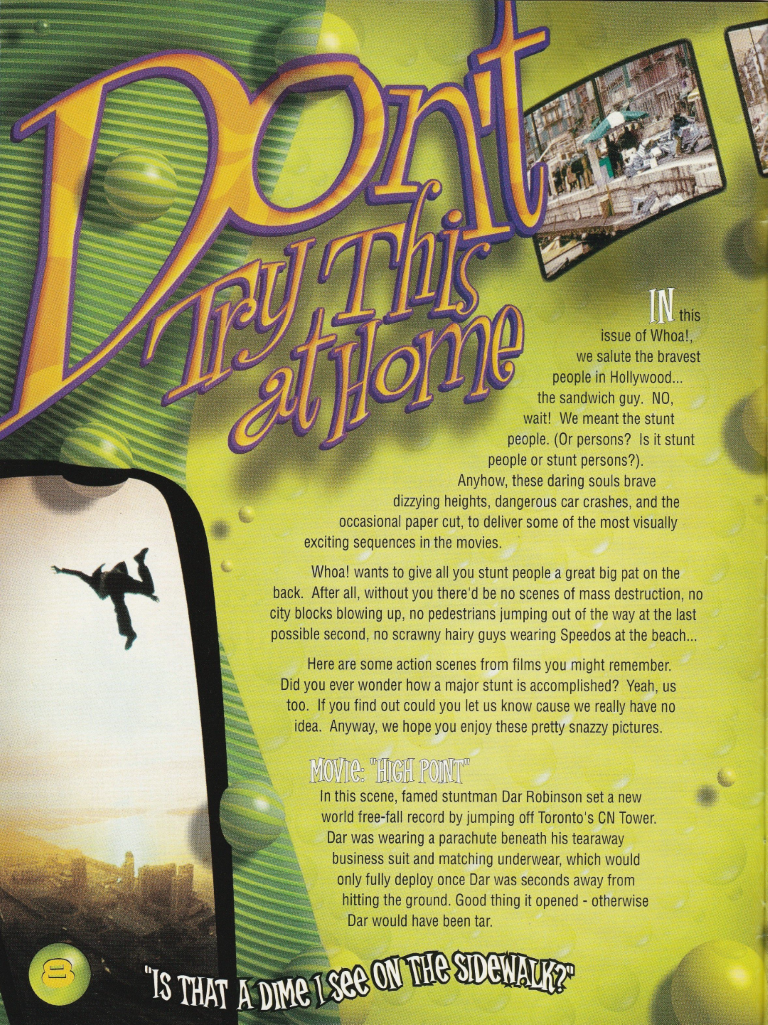 Don't
Try This
at Home
IN this
issue of Whoa!,
we salute the bravest
people in Hollywood...
the sandwich guy. NO,
wait! We meant the stunt
people. (Or persons? Is it stunt
people or stunt persons?).
Anyhow, these daring souls brave
dizzying heights, dangerous car crashes, and the
occasional paper cut, to deliver some of the most visually
exciting sequences in the movies.
Whoa! wants to give all you stunt people a great big pat on the
back. After all, without you there'd be no scenes of mass destruction, no
city blocks blowing up, no pedestrians jumping out of the way at the last
possible second, no scrawny hairy guys wearing Speedos at the beach...
Here are some action scenes from films you might remember.
Did you ever wonder how a major stunt is accomplished? Yeah, us
too. If you find out could you let us know cause we really have no
idea. Anyway, we hope you enjoy these pretty snazzy pictures.
MOVIE: "HIGH POINT"
In this scene, famed stuntman Dar Robinson set a new
world free-fall record by jumping off Toronto's CN Tower.
Dar was wearing a parachute beneath his tearaway
business suit and matching underwear, which would
only fully deploy once Dar was seconds away from
hitting the ground. Good thing it opened - otherwise
Dar would have been tar.
8
"IS THAT A DIME I See ON THE SIDEWALK?"